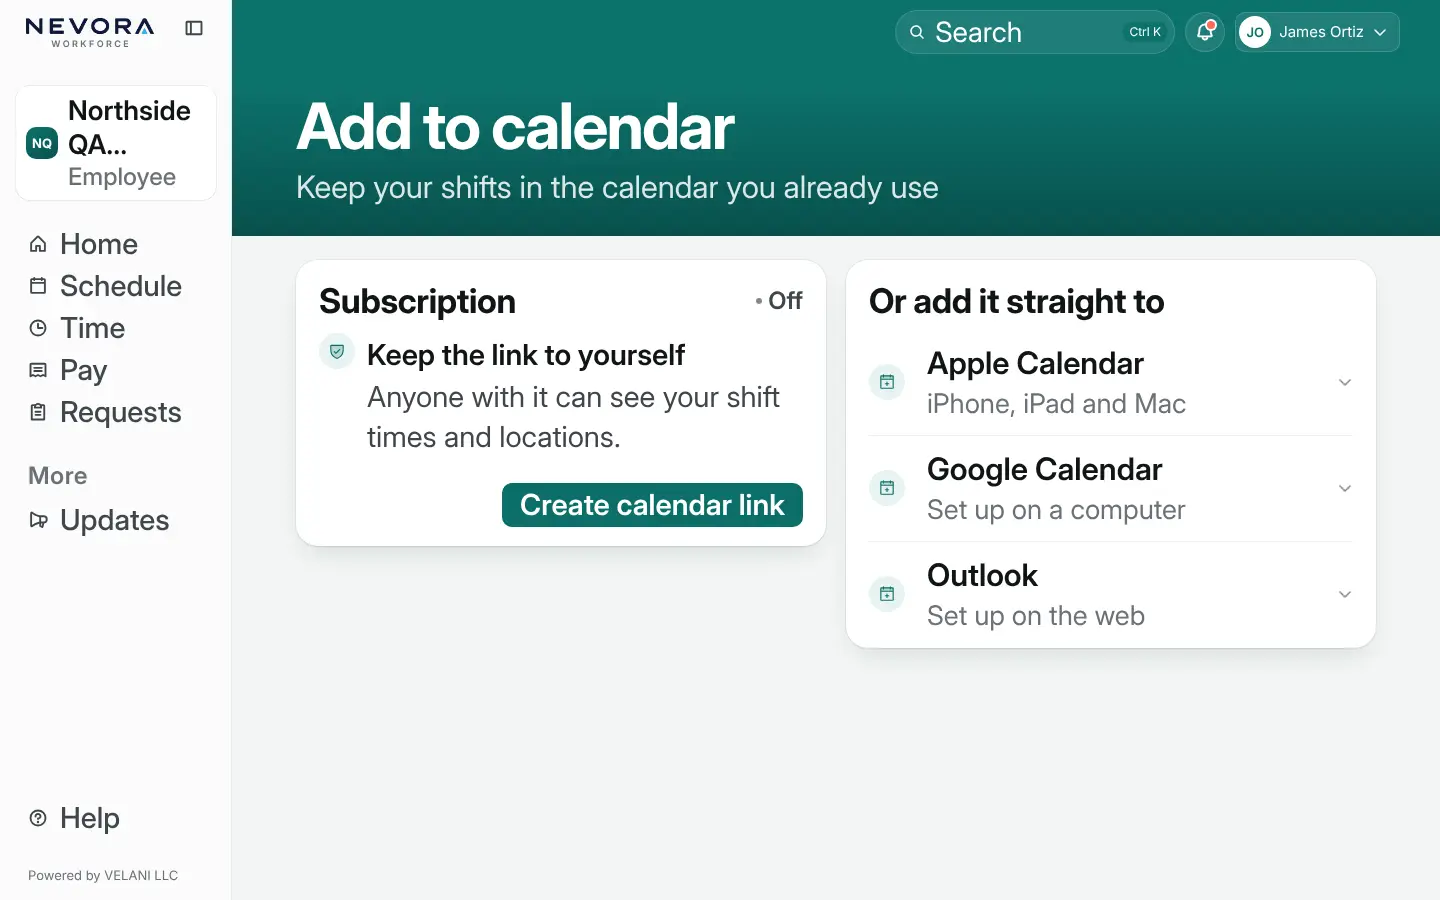 NEVORA
WORKFORCE
Search
Ctrl K
JO
James Ortiz
NQ
Northside
QA...
Employee
Home
Schedule
Time
Pay
Requests
More
Updates
Help
Powered by VELANI LLC
Add to calendar
Keep your shifts in the calendar you already use
Subscription
Off
Keep the link to yourself
Anyone with it can see your shift
times and locations.
Create calendar link
Or add it straight to
Apple Calendar
iPhone, iPad and Mac
Google Calendar
Set up on a computer
Outlook
Set up on the web